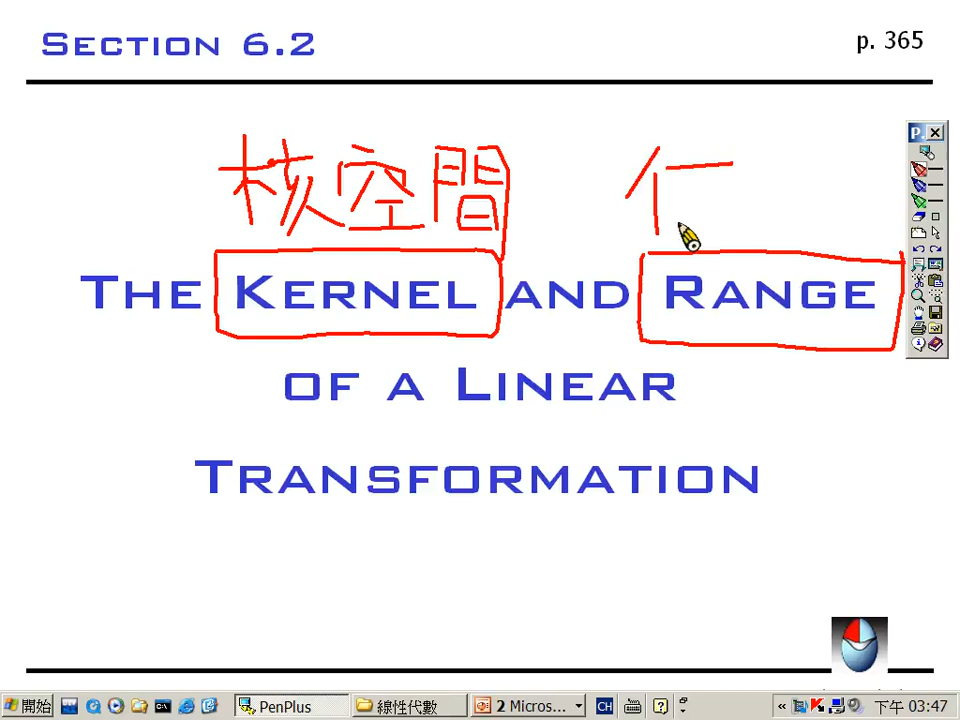 SECTION 6.2
p. 365
核空間
THE KERNEL AND RANGE
OF A LINEAR
TRANSFORMATION
P.
開始
PenPlus
線性代數
2 Micros...
CH
«
下午 03:47